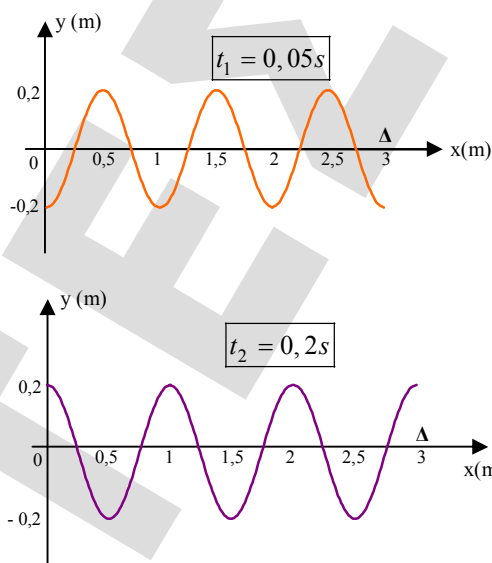 y (m)
t₁ = 0,05s
0,2
Δ
0 0,5 1 1,5 2 2,5 3 x(m)
-0,2
y (m)
t₂ = 0,2s
0,2
Δ
0 0,5 1 1,5 2 2,5 3
x(m
- 0,2